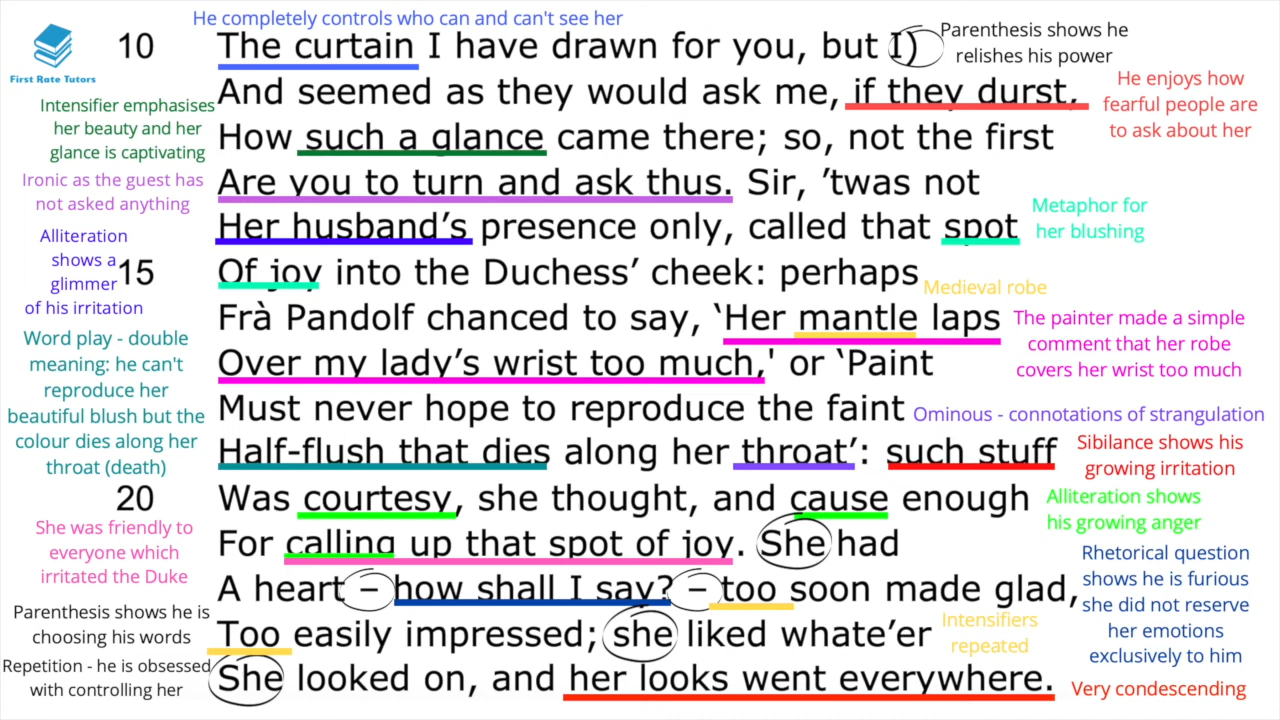 He completely controls who can and can't see her
First Rate Tutors
10 The curtain I have drawn for you, but I)
Parenthesis shows he
relishes his power
And seemed as they would ask me, if they durst,
He enjoys how
fearful people are
to ask about her
Intensifier emphasises
her beauty and her
glance is captivating
How such a glance came there; so, not the first
Ironic as the guest has
not asked anything
Are you to turn and ask thus. Sir, ’twas not
Her husband’s presence only, called that spot
Metaphor for
her blushing
Alliteration
shows a
glimmer
of his irritation
15 Of joy into the Duchess’ cheek: perhaps
Medieval robe
Frà Pandolf chanced to say, ‘Her mantle laps
The painter made a simple
comment that her robe
covers her wrist too much
Over my lady’s wrist too much,' or ‘Paint
Word play - double
meaning: he can't
reproduce her
beautiful blush but the
colour dies along her
throat (death)
Must never hope to reproduce the faint
Ominous - connotations of strangulation
Half-flush that dies along her throat’: such stuff
Sibilance shows his
growing irritation
20 Was courtesy, she thought, and cause enough
Alliteration shows
his growing anger
She was friendly to
everyone which
irritated the Duke
For calling up that spot of joy. She had
Rhetorical question
shows he is furious
she did not reserve
her emotions
exclusively to him
A heart – how shall I say? – too soon made glad,
Parenthesis shows he is
choosing his words
Too easily impressed; she liked whate’er
Intensifiers
repeated
Repetition - he is obsessed
with controlling her
She looked on, and her looks went everywhere.
Very condescending